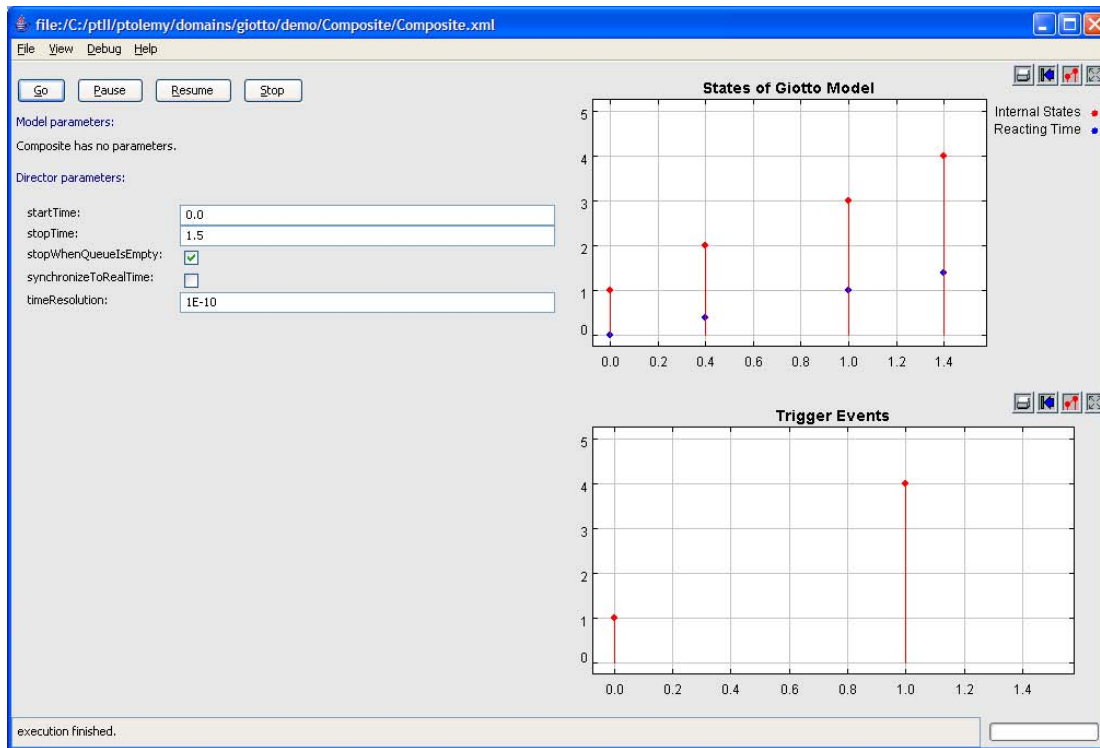 file:/C:/ptII/ptolemy/domains/giotto/demo/Composite/Composite.xml
File View Debug Help
Go Pause Resume Stop
Model parameters:
Composite has no parameters.
Director parameters:
startTime: 0.0
stopTime: 1.5
stopWhenQueueIsEmpty:
synchronizeToRealTime:
timeResolution: 1E-10
States of Giotto Model
Internal States
Reacting Time
5
4
3
2
1
0
0.0 0.2 0.4 0.6 0.8 1.0 1.2 1.4
Trigger Events
5
4
3
2
1
0
0.0 0.2 0.4 0.6 0.8 1.0 1.2 1.4
execution finished.